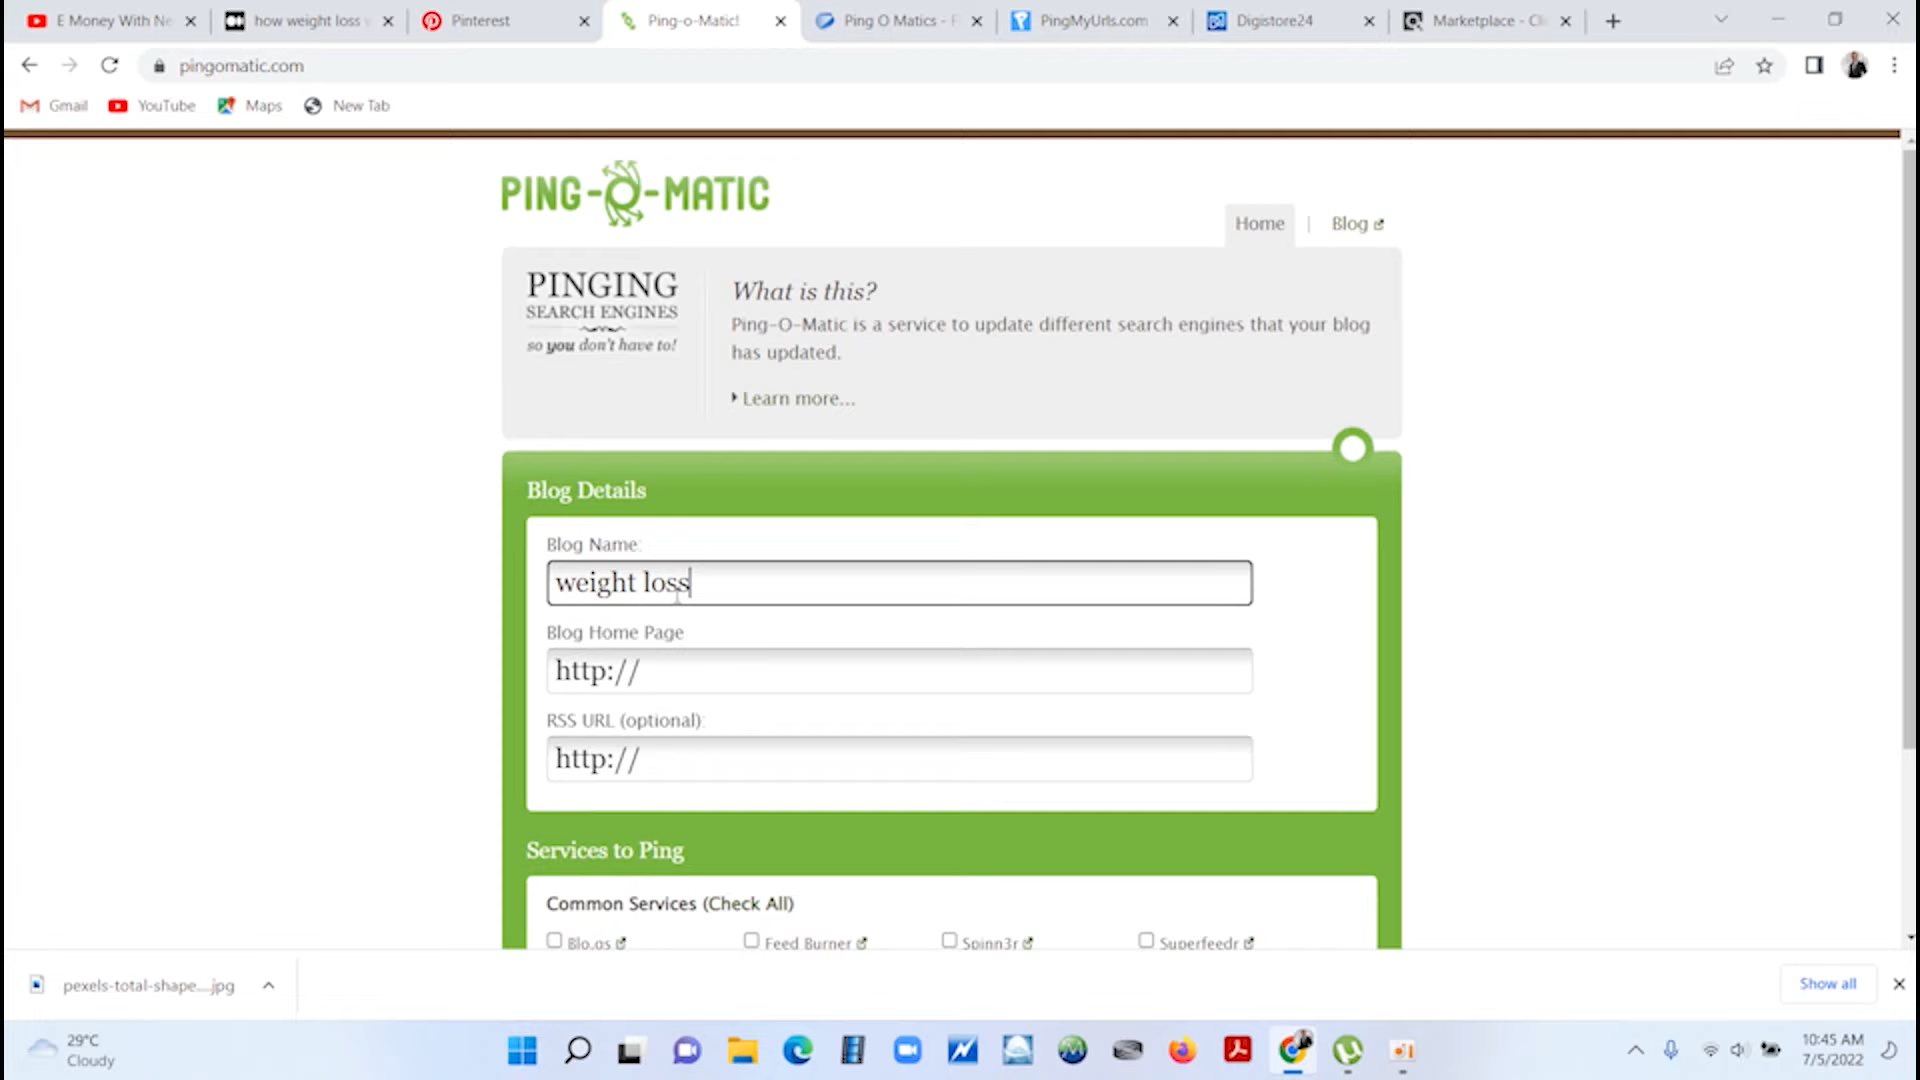 E Money With Ne
how weight loss
Pinterest
Ping-o-Matic!
Ping O Matics - F
PingMyUrls.com
Digistore24
Marketplace - Cli
pingomatic.com
Gmail
YouTube
Maps
New Tab
PING-O-MATIC
Home | Blog
PINGING
SEARCH ENGINES
so you don't have to!
What is this?
Ping-O-Matic is a service to update different search engines that your blog
has updated.
Learn more...
Blog Details
Blog Name:
weight loss
Blog Home Page
http://
RSS URL (optional):
http://
Services to Ping
Common Services (Check All)
Blo.gs
Feed Burner
Spinn3r
Superfeedr
pexels-total-shape....jpg
Show all
29°C
Cloudy
10:45 AM
7/5/2022